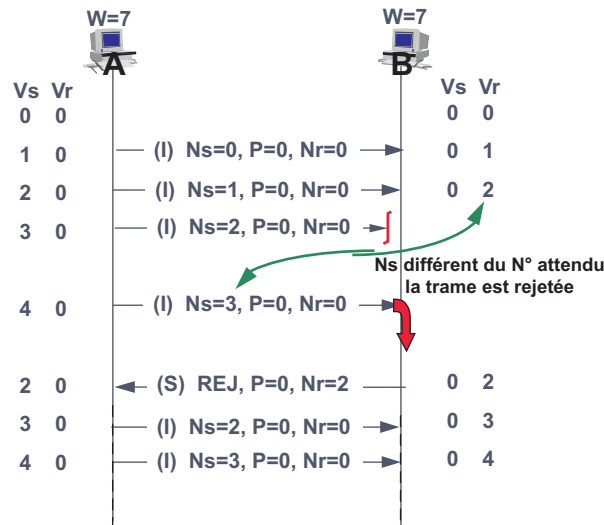 W=7 W=7
A B
Vs Vr Vs Vr
0 0 0 0
1 0 (I) Ns=0, P=0, Nr=0 0 1
2 0 (I) Ns=1, P=0, Nr=0 0 2
3 0 (I) Ns=2, P=0, Nr=0
Ns différent du N° attendu
la trame est rejetée
4 0 (I) Ns=3, P=0, Nr=0
2 0 (S) REJ, P=0, Nr=2 0 2
3 0 (I) Ns=2, P=0, Nr=0 0 3
4 0 (I) Ns=3, P=0, Nr=0 0 4